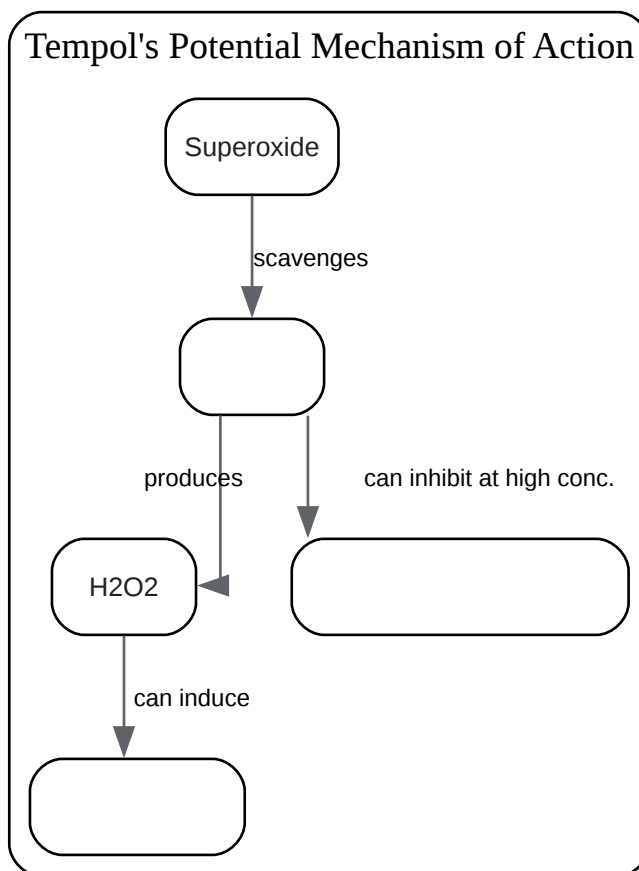 Tempol's Potential Mechanism of Action
Superoxide
scavenges
produces
can inhibit at high conc.
H2O2
can induce